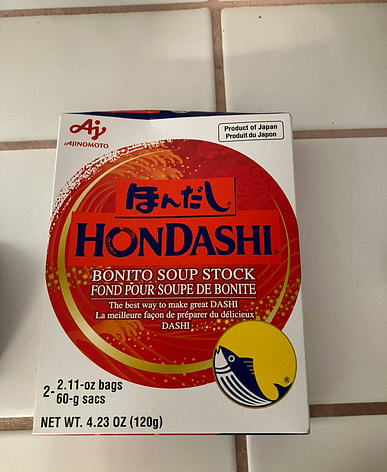 Aj
AJINOMOTO
Product of Japan
Produit du Japon
ほんだし®
HONDASHI®
BONITO SOUP STOCK
FOND POUR SOUPE DE BONITE
The best way to make great DASHI
La meilleure façon de préparer du délicieux
DASHI
®
2-
2.11-oz bags
60-g sacs
NET WT. 4.23 OZ (120g)